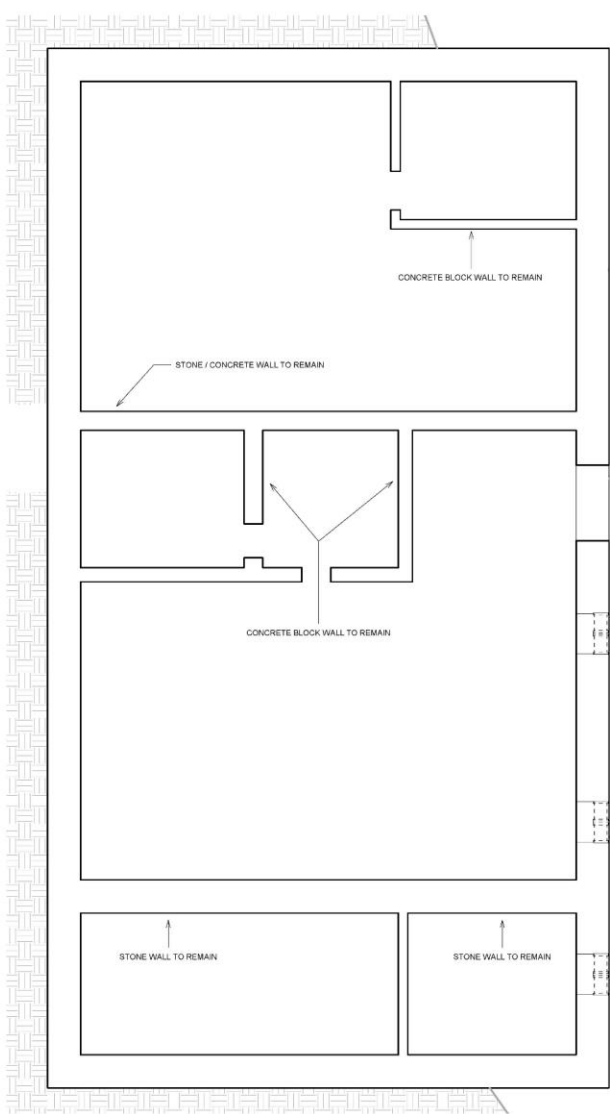 CONCRETE BLOCK WALL TO REMAIN
STONE / CONCRETE WALL TO REMAIN
CONCRETE BLOCK WALL TO REMAIN
STONE WALL TO REMAIN
STONE WALL TO REMAIN